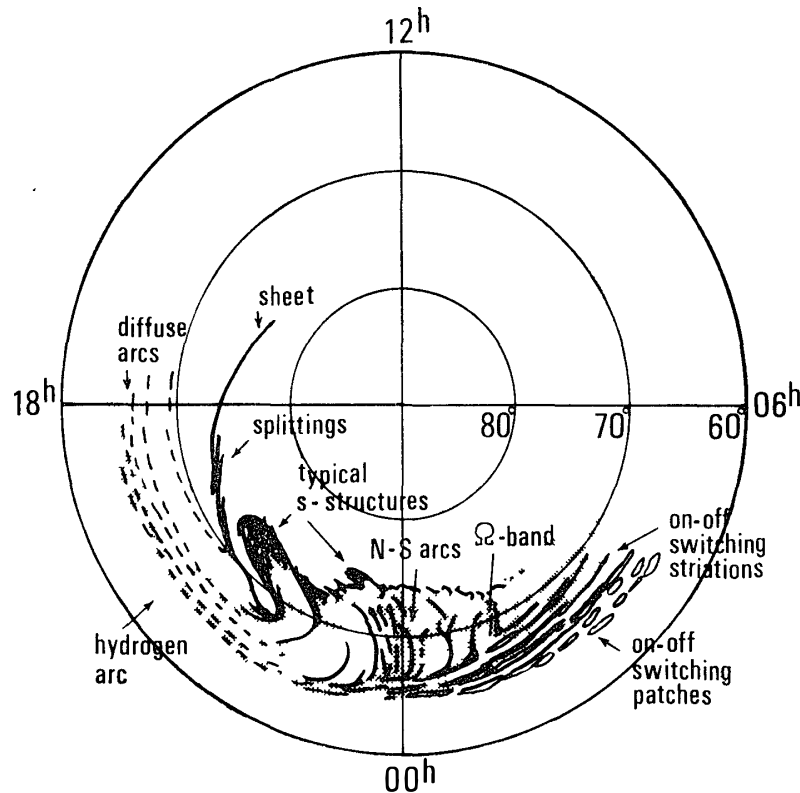 12h
sheet
diffuse
arcs
18h
80°
70°
60°
06h
splittings
typical
s-structures
N-S arcs
Ω-band
on-off
switching
striations
hydrogen
arc
on-off
switching
patches
00h